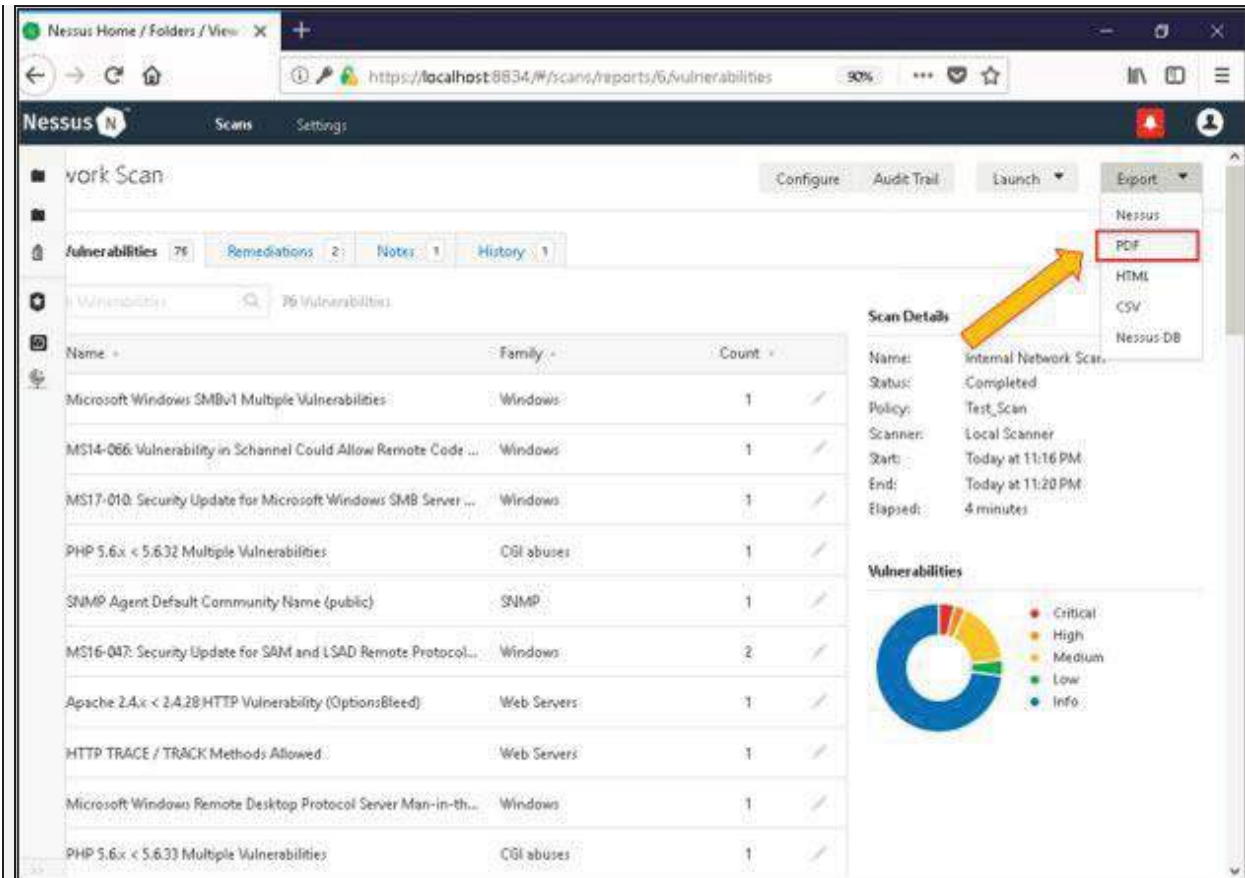 Nessus Home / Folders / View
https://localhost:8834/#/scans/reports/6/vulnerabilities
90%
Nessus N
Scans
Settings
work Scan
Configure
Audit Trail
Launch
Export
Nessus
PDF
HTML
CSV
Nessus DB
Vulnerabilities 76
Remediations 2
Notes 1
History 1
Vulnerabilities
76 Vulnerabilities
Name
Family
Count
Microsoft Windows SMBv1 Multiple Vulnerabilities Windows 1
MS14-066: Vulnerability in Schannel Could Allow Remote Code ... Windows 1
MS17-010: Security Update for Microsoft Windows SMB Server ... Windows 1
PHP 5.6.x < 5.6.32 Multiple Vulnerabilities CGI abuses 1
SNMP Agent Default Community Name (public) SNMP 1
MS16-047: Security Update for SAM and LSAD Remote Protocol... Windows 2
Apache 2.4.x < 2.4.28 HTTP Vulnerability (OptionsBleed) Web Servers 1
HTTP TRACE / TRACK Methods Allowed Web Servers 1
Microsoft Windows Remote Desktop Protocol Server Man-in-th... Windows 1
PHP 5.6.x < 5.6.33 Multiple Vulnerabilities CGI abuses 1
Scan Details
Name: Internal Network Scan
Status: Completed
Policy: Test_Scan
Scanner: Local Scanner
Start: Today at 11:16 PM
End: Today at 11:20 PM
Elapsed: 4 minutes
Vulnerabilities
Critical
High
Medium
Low
Info